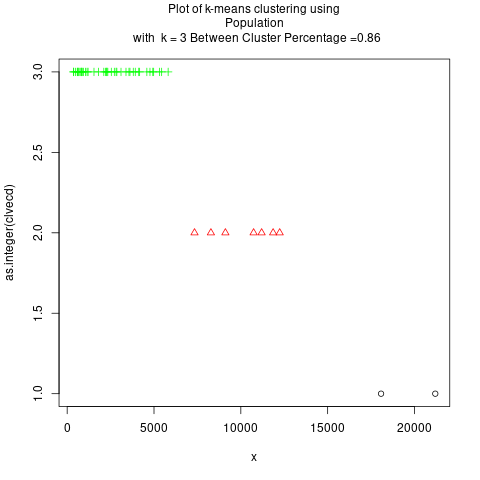 Plot of k-means clustering using
Population
with  k = 3 Between Cluster Percentage =0.86
3.0
2.5
2.0
1.5
1.0
as.integer(clvecd)
0
5000
10000
15000
20000
x